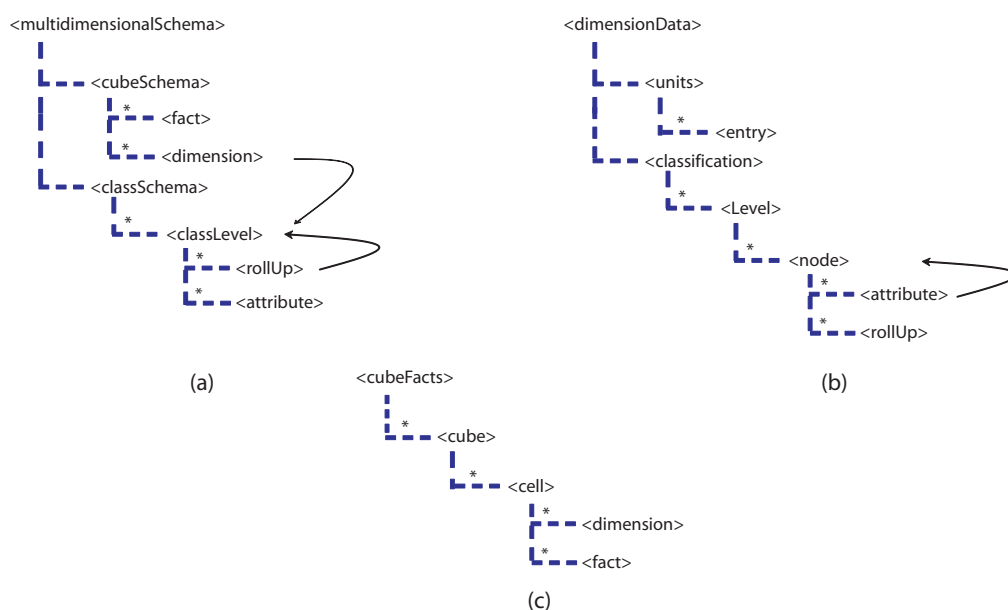 <multidimensionalSchema>
<cubeSchema>
*
<fact>
*
<dimension>
<classSchema>
*
<classLevel>
*
<rollUp>
*
<attribute>
(a)
<dimensionData>
<units>
*
<entry>
<classification>
*
<Level>
*
<node>
*
<attribute>
*
<rollUp>
(b)
<cubeFacts>
*
<cube>
*
<cell>
*
<dimension>
*
<fact>
(c)